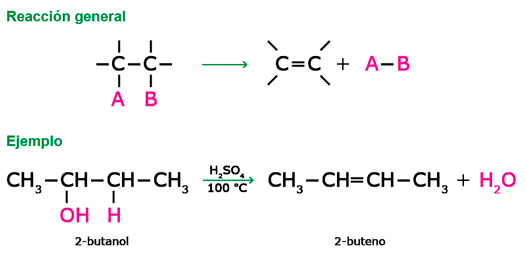 Reacción general
–C–C– ⟶ C=C + A–B
A B
Ejemplo
CH₃–CH–CH–CH₃ H₂SO₄ 100 °C ⟶ CH₃–CH=CH–CH₃ + H₂O
OH H
2-butanol 2-buteno